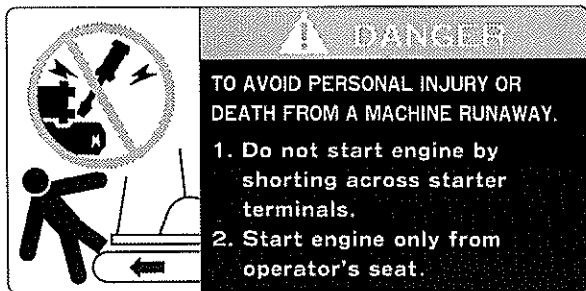 DANGER
TO AVOID PERSONAL INJURY OR
DEATH FROM A MACHINE RUNAWAY.
1. Do not start engine by
shorting across starter
terminals.
2. Start engine only from
operator's seat.